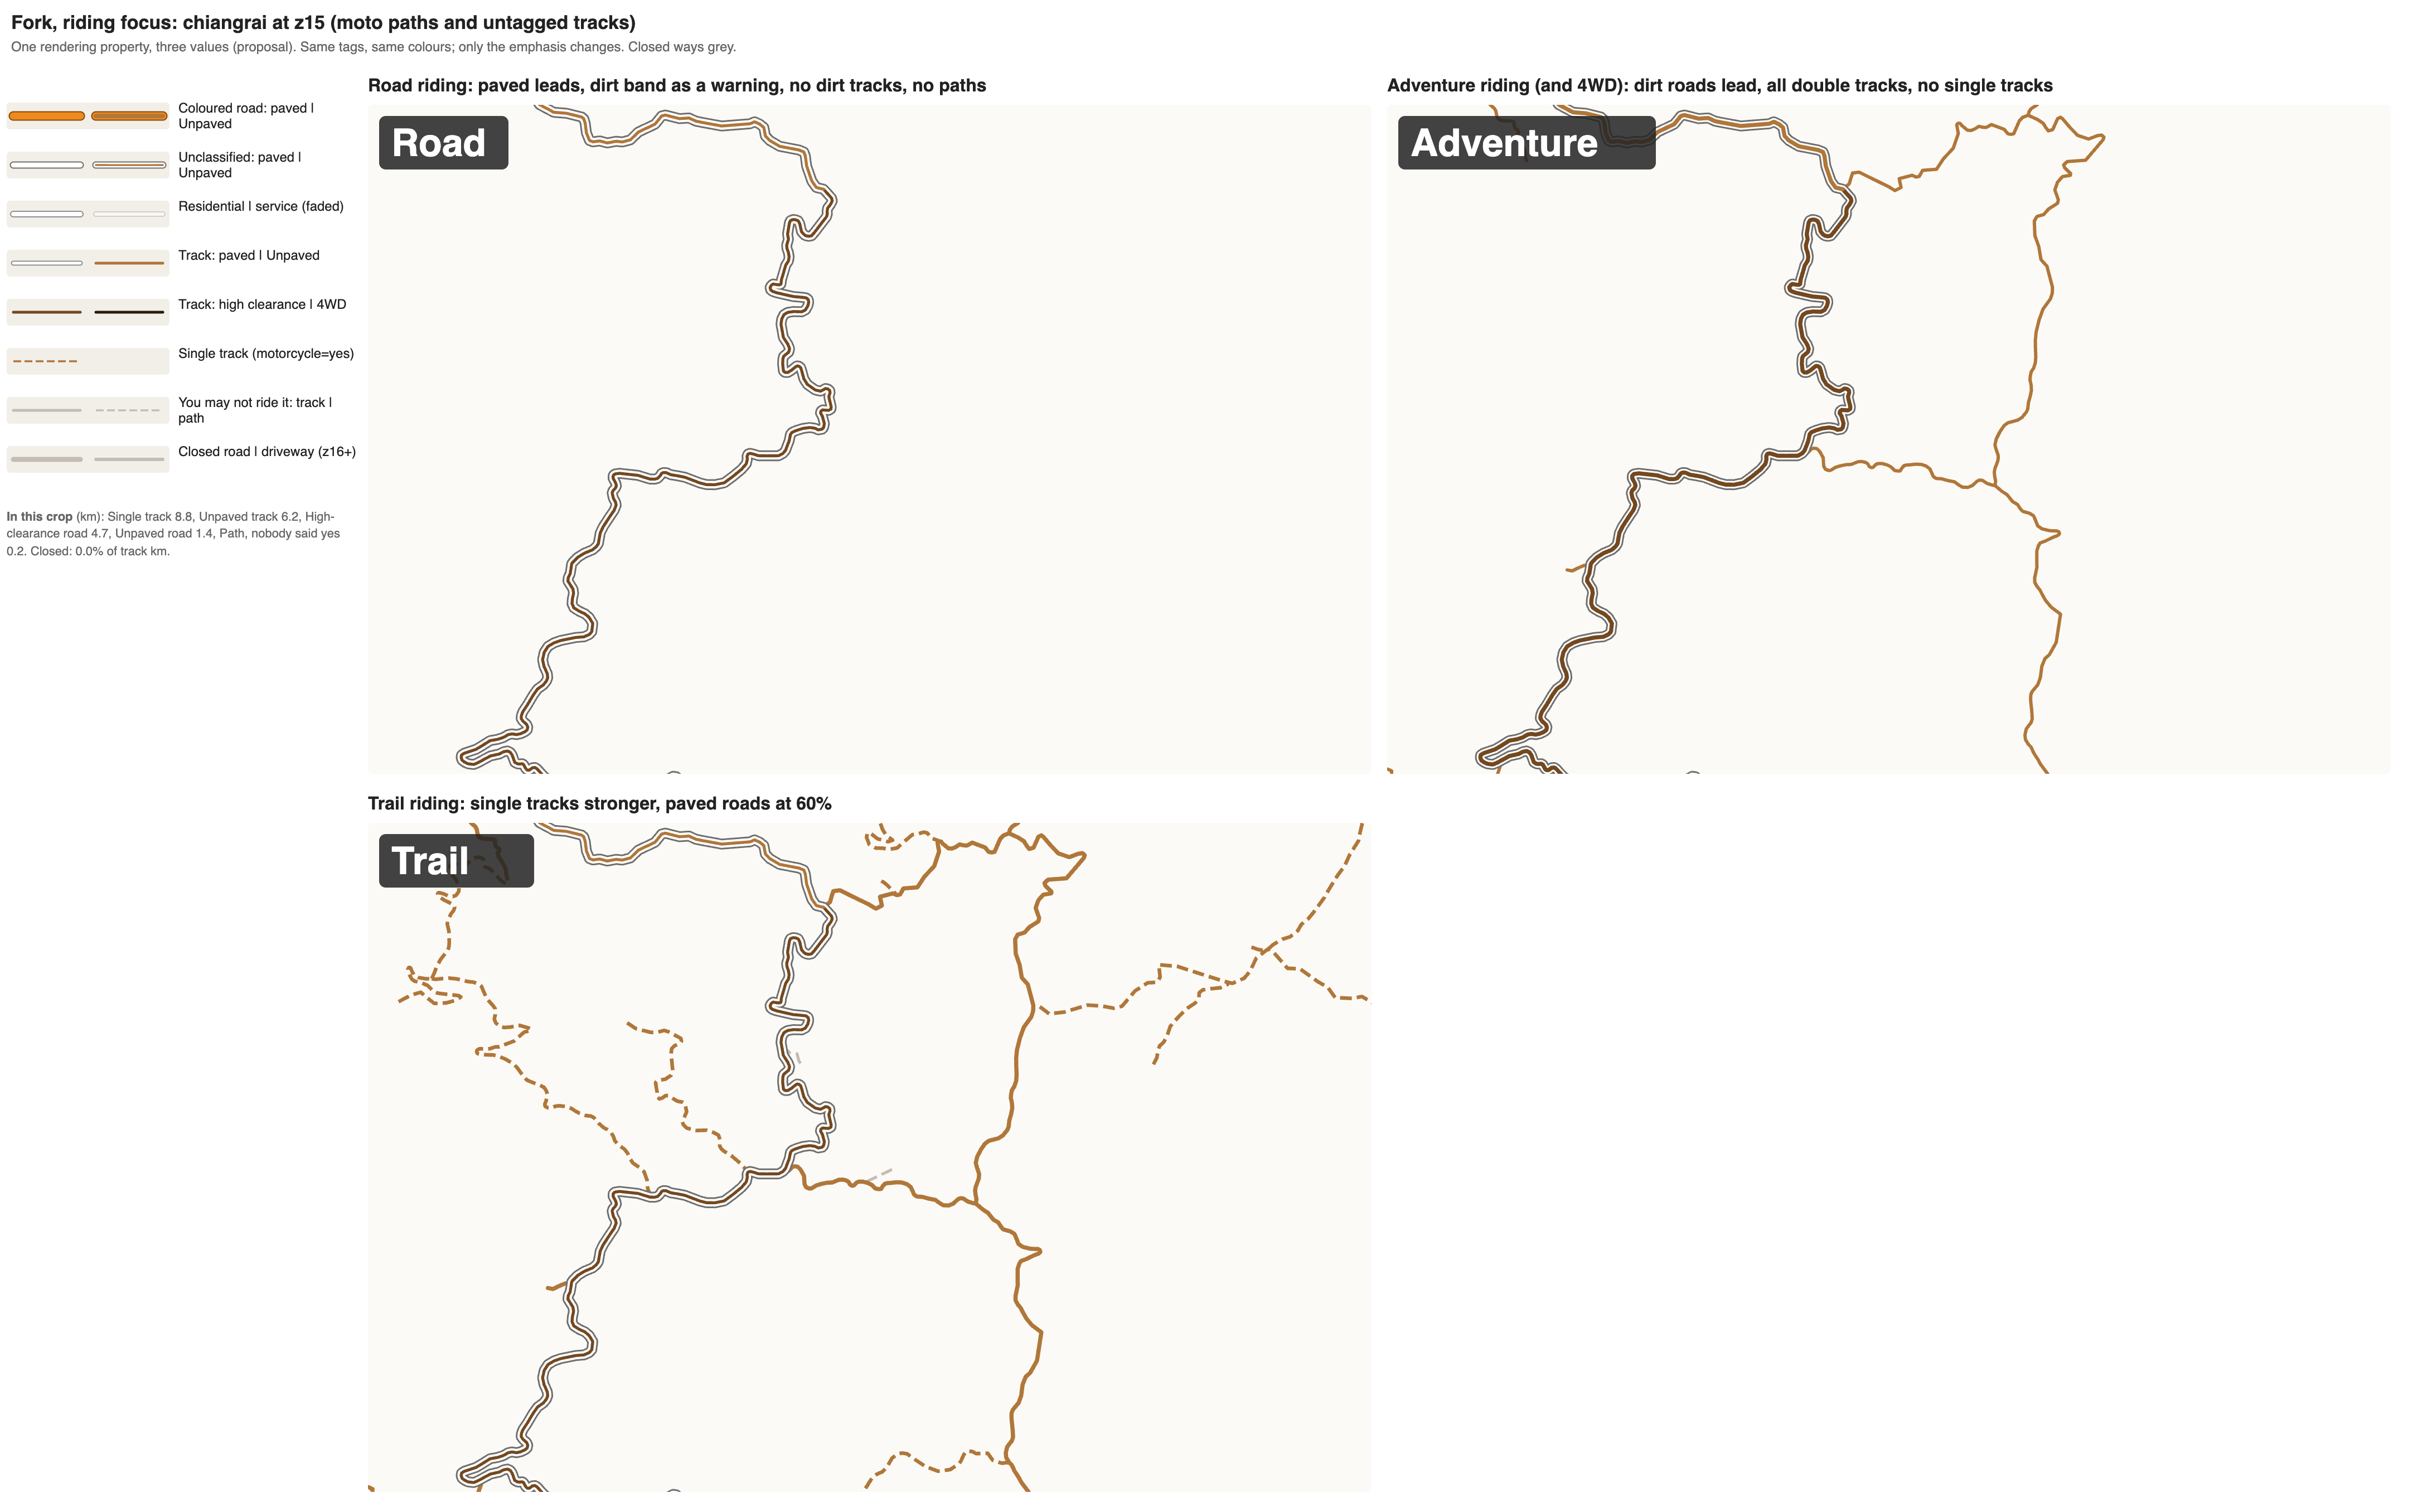 Fork, riding focus: chiangrai at z15 (moto paths and untagged tracks)
One rendering property, three values (proposal). Same tags, same colours; only the emphasis changes. Closed ways grey.
Coloured road: paved |
Unpaved
Unclassified: paved |
Unpaved
Residential | service (faded)
Track: paved | Unpaved
Track: high clearance | 4WD
Single track (motorcycle=yes)
You may not ride it: track |
path
Closed road | driveway (z16+)
In this crop (km): Single track 8.8, Unpaved track 6.2, High-
clearance road 4.7, Unpaved road 1.4, Path, nobody said yes
0.2. Closed: 0.0% of track km.
Road riding: paved leads, dirt band as a warning, no dirt tracks, no paths
Road
Adventure riding (and 4WD): dirt roads lead, all double tracks, no single tracks
Adventure
Trail riding: single tracks stronger, paved roads at 60%
Trail